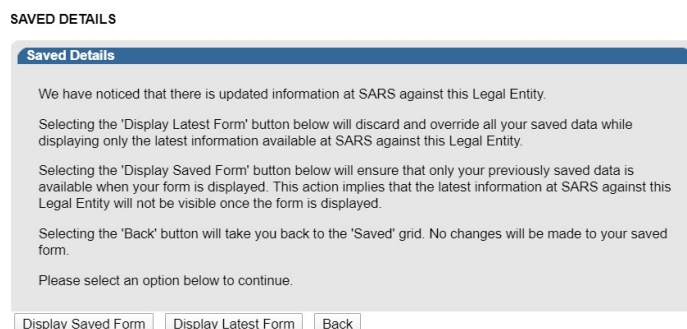 SAVED DETAILS
Saved Details
We have noticed that there is updated information at SARS against this Legal Entity.
Selecting the 'Display Latest Form' button below will discard and override all your saved data while
displaying only the latest information available at SARS against this Legal Entity.
Selecting the 'Display Saved Form' button below will ensure that only your previously saved data is
available when your form is displayed. This action implies that the latest information at SARS against this
Legal Entity will not be visible once the form is displayed.
Selecting the 'Back' button will take you back to the 'Saved' grid. No changes will be made to your saved
form.
Please select an option below to continue.
Display Saved Form Display Latest Form Back